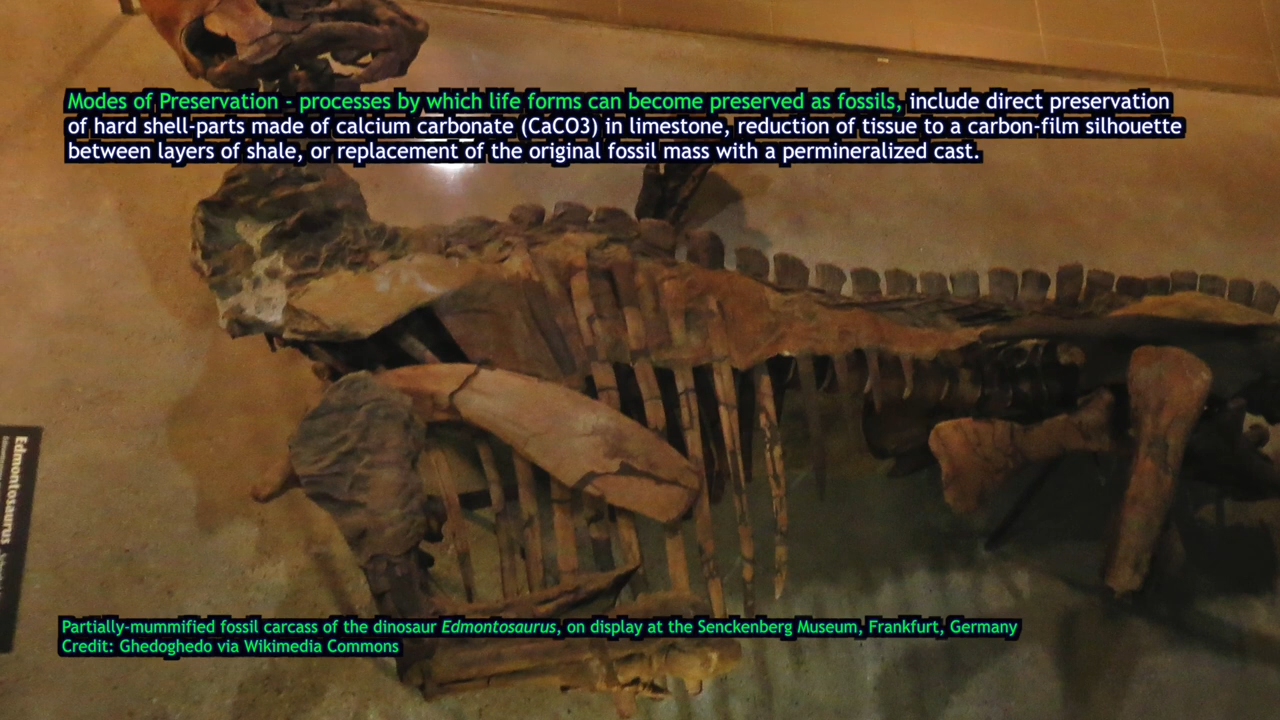 Modes of Preservation - processes by which life forms can become preserved as fossils, include direct preservation
of hard shell-parts made of calcium carbonate (CaCO3) in limestone, reduction of tissue to a carbon-film silhouette
between layers of shale, or replacement of the original fossil mass with a permineralized cast.
Edmontosaurus
Partially-mummified fossil carcass of the dinosaur Edmontosaurus, on display at the Senckenberg Museum, Frankfurt, Germany
Credit: Ghedoghedo via Wikimedia Commons